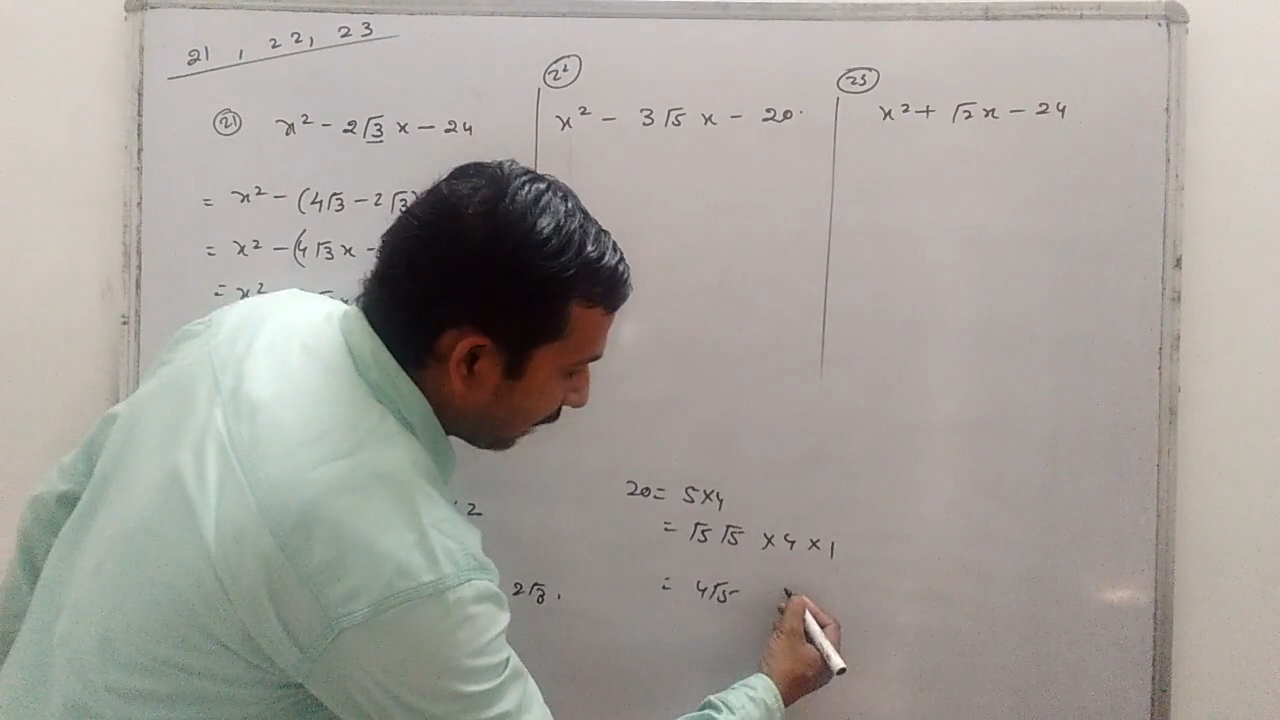 21, 22, 23
21
x² - 2√3 x - 24
= x² - (4√3 - 2√3)
= x² - (4√3x -
= x²
2
2√3.
22
x² - 3√5 x - 20
20= 5×4
= √5 √5 × 4 × 1
= 4√5
23
x² + √2x - 24